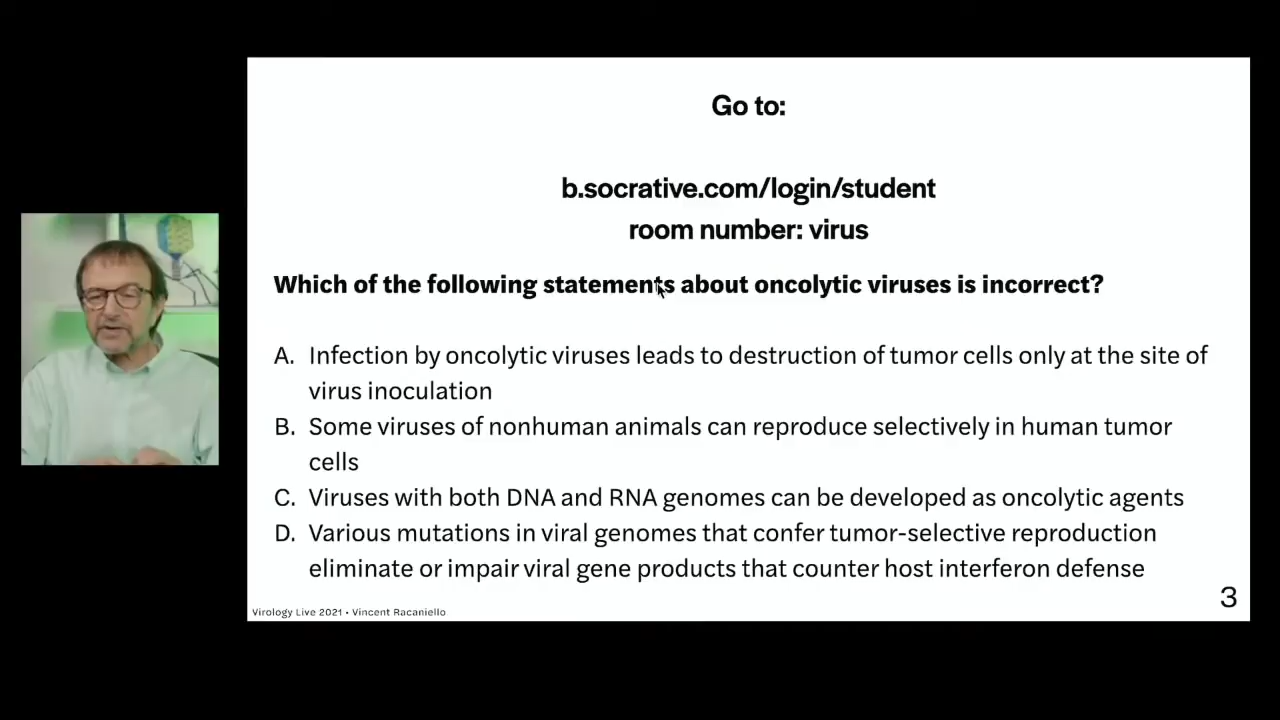 Go to:
b.socrative.com/login/student
room number: virus
Which of the following statements about oncolytic viruses is incorrect?
A. Infection by oncolytic viruses leads to destruction of tumor cells only at the site of
virus inoculation
B. Some viruses of nonhuman animals can reproduce selectively in human tumor
cells
C. Viruses with both DNA and RNA genomes can be developed as oncolytic agents
D. Various mutations in viral genomes that confer tumor-selective reproduction
eliminate or impair viral gene products that counter host interferon defense
Virology Live 2021 • Vincent Racaniello
3